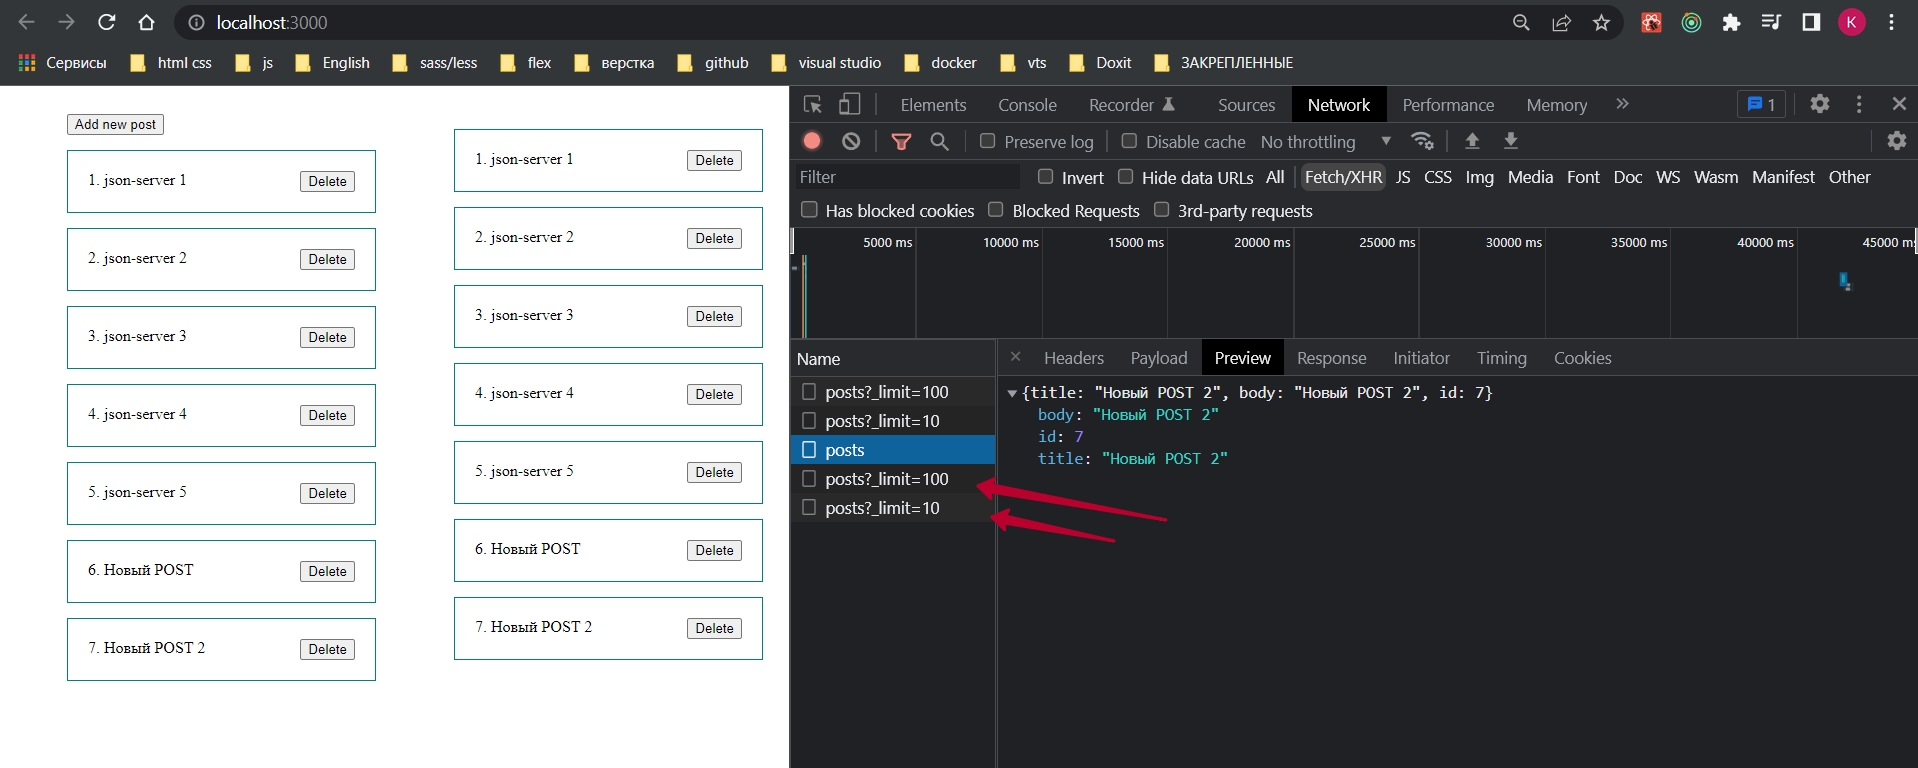 localhost:3000
K
Сервисы html css js English sass/less flex верстка github visual studio docker vts Doxit ЗАКРЕПЛЕННЫЕ
Add new post
1. json-server 1 Delete
2. json-server 2 Delete
3. json-server 3 Delete
4. json-server 4 Delete
5. json-server 5 Delete
6. Новый POST Delete
7. Новый POST 2 Delete
1. json-server 1 Delete
2. json-server 2 Delete
3. json-server 3 Delete
4. json-server 4 Delete
5. json-server 5 Delete
6. Новый POST Delete
7. Новый POST 2 Delete
Elements Console Recorder Sources Network Performance Memory 1
Preserve log Disable cache No throttling
Filter Invert Hide data URLs All Fetch/XHR JS CSS Img Media Font Doc WS Wasm Manifest Other
Has blocked cookies Blocked Requests 3rd-party requests
5000 ms 10000 ms 15000 ms 20000 ms 25000 ms 30000 ms 35000 ms 40000 ms 45000 ms
Name
posts?_limit=100
posts?_limit=10
posts
posts?_limit=100
posts?_limit=10
Headers Payload Preview Response Initiator Timing Cookies
{title: "Новый POST 2", body: "Новый POST 2", id: 7}
body: "Новый POST 2"
id: 7
title: "Новый POST 2"